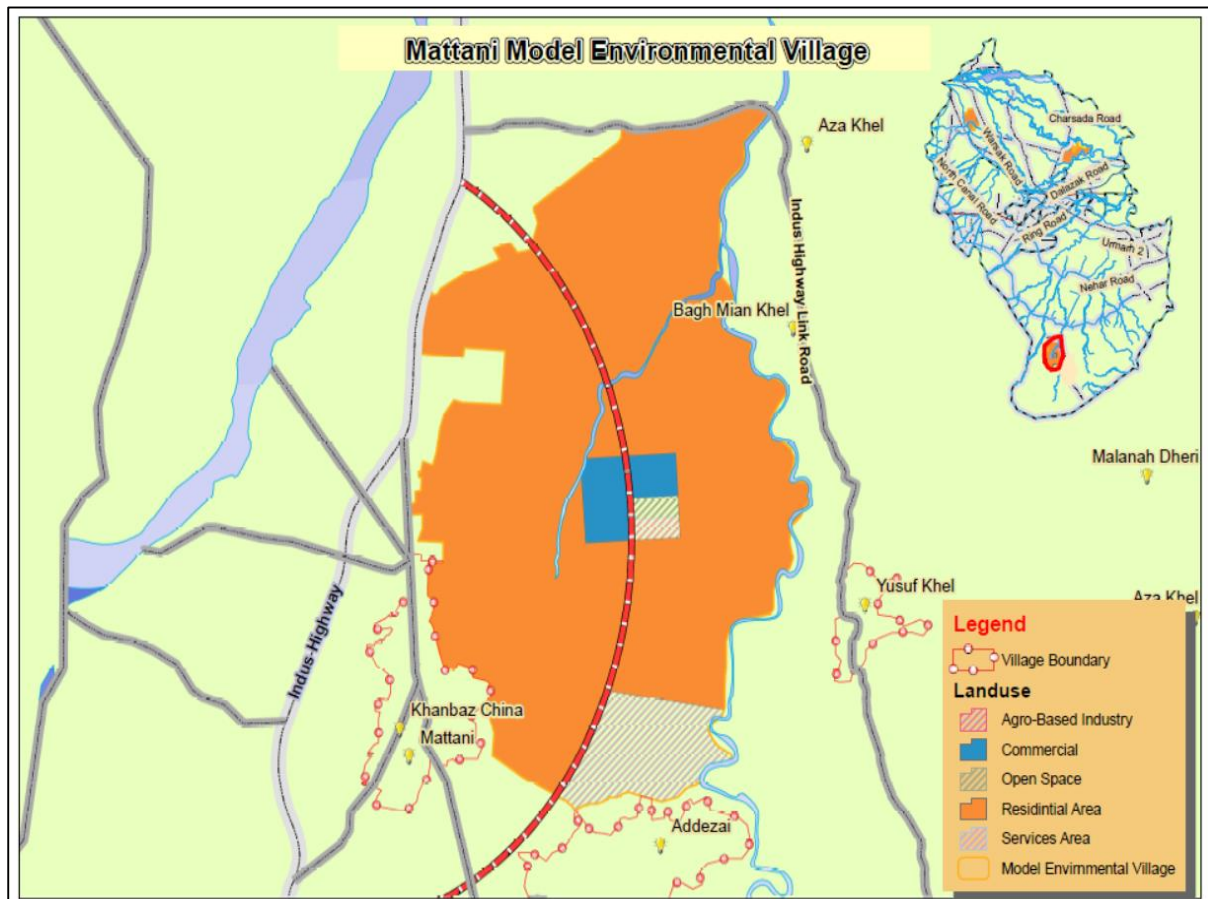 Mattani Model Environmental Village
Charsada Road
Warsak Road
Dalazak Road
North Canal Road
Ring Road
Urmarh 2
Nehar Road
Aza Khel
Indus Highway Link Road
Bagh Mian Khel
Malanah Dheri
Indus Highway
Yusuf Khel
Aza Khel
Khanbaz China
Mattani
Addezai
Legend
Village Boundary
Landuse
Agro-Based Industry
Commercial
Open Space
Residintial Area
Services Area
Model Envirnmental Village